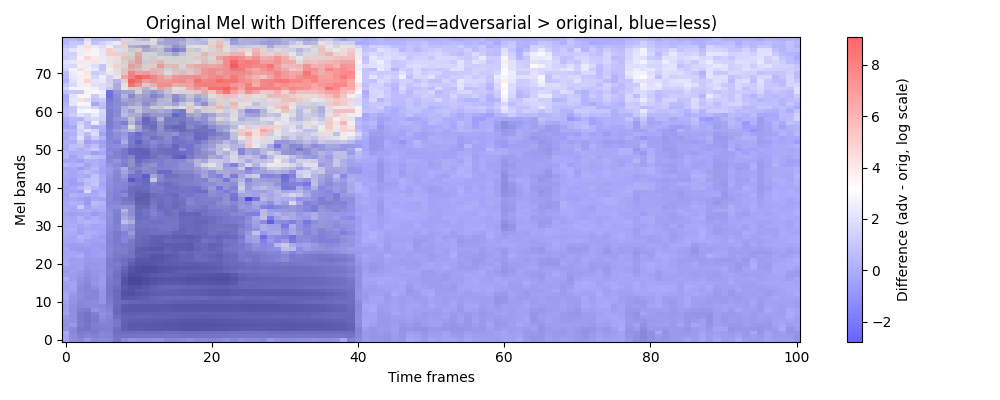 Original Mel with Differences (red=adversarial > original, blue=less)
Mel bands
70
60
50
40
30
20
10
0
0 20 40 60 80 100
Time frames
8
6
4
2
0
−2
Difference (adv - orig, log scale)